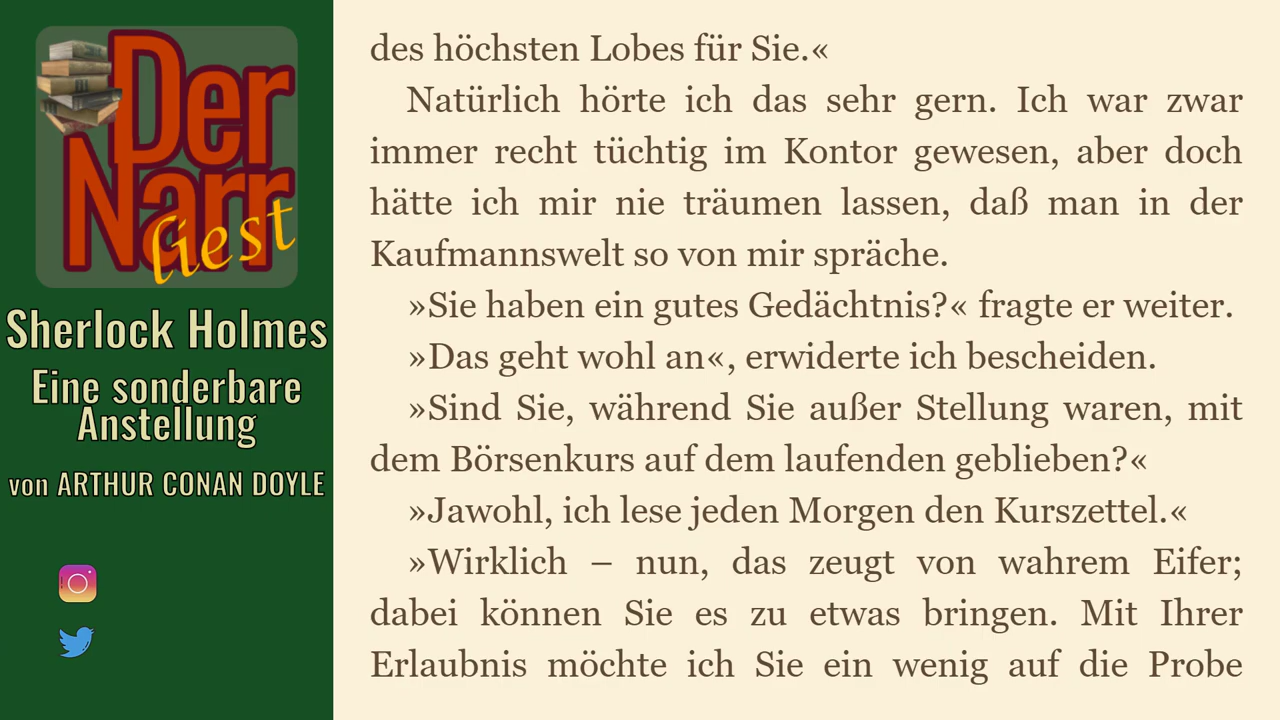 Der
Narr
liest
Sherlock Holmes
Eine sonderbare
Anstellung
von ARTHUR CONAN DOYLE
des höchsten Lobes für Sie.«
Natürlich hörte ich das sehr gern. Ich war zwar
immer recht tüchtig im Kontor gewesen, aber doch
hätte ich mir nie träumen lassen, daß man in der
Kaufmannswelt so von mir spräche.
»Sie haben ein gutes Gedächtnis?« fragte er weiter.
»Das geht wohl an«, erwiderte ich bescheiden.
»Sind Sie, während Sie außer Stellung waren, mit
dem Börsenkurs auf dem laufenden geblieben?«
»Jawohl, ich lese jeden Morgen den Kurszettel.«
»Wirklich – nun, das zeugt von wahrem Eifer;
dabei können Sie es zu etwas bringen. Mit Ihrer
Erlaubnis möchte ich Sie ein wenig auf die Probe